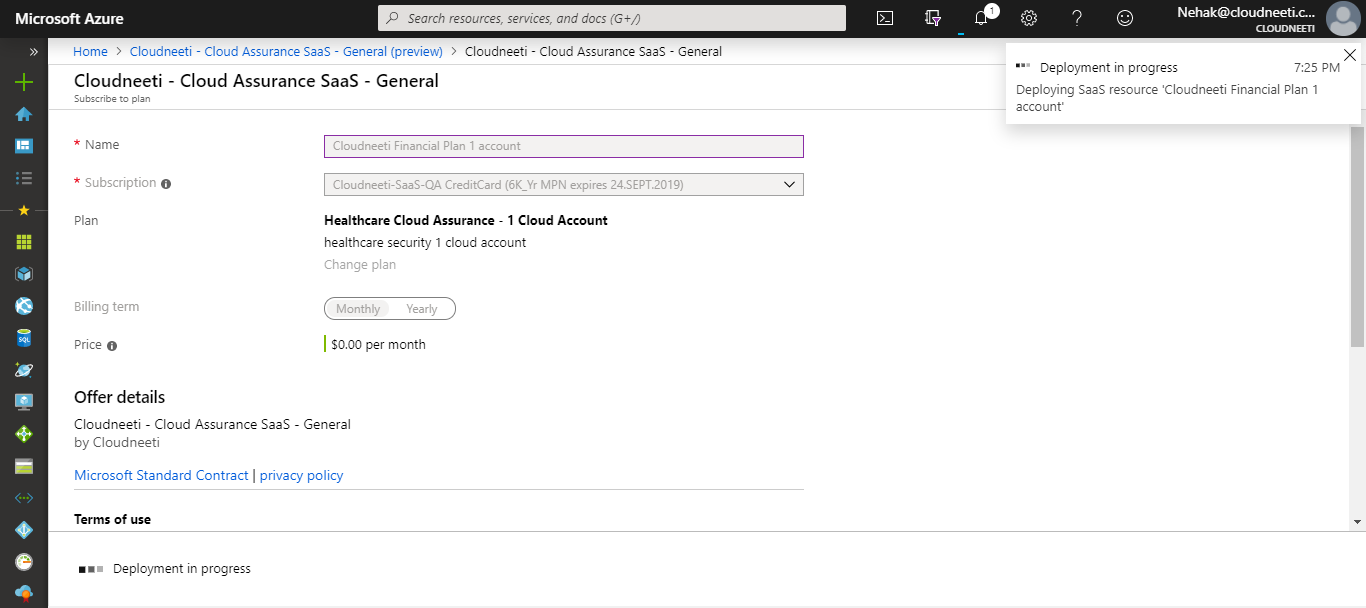 Microsoft Azure
Search resources, services, and docs (G+/)
1
Nehak@cloudneeti.c...
CLOUDNEETI
Home > Cloudneeti - Cloud Assurance SaaS - General (preview) > Cloudneeti - Cloud Assurance SaaS - General
Cloudneeti - Cloud Assurance SaaS - General
Subscribe to plan
Deployment in progress 7:25 PM
Deploying SaaS resource 'Cloudneeti Financial Plan 1
account'
* Name Cloudneeti Financial Plan 1 account
* Subscription Cloudneeti-SaaS-QA CreditCard (6K_Yr MPN expires 24.SEPT.2019)
Plan Healthcare Cloud Assurance - 1 Cloud Account
healthcare security 1 cloud account
Change plan
Billing term Monthly Yearly
Price $0.00 per month
Offer details
Cloudneeti - Cloud Assurance SaaS - General
by Cloudneeti
Microsoft Standard Contract | privacy policy
Terms of use
Deployment in progress
SQL